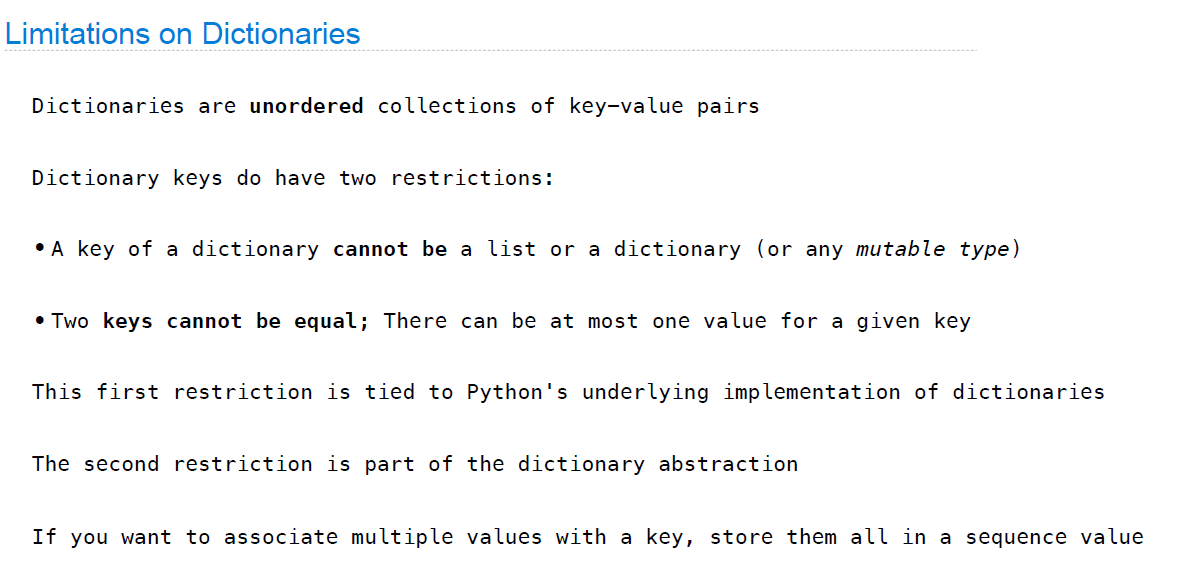 Limitations on Dictionaries
Dictionaries are unordered collections of key-value pairs
Dictionary keys do have two restrictions:
• A key of a dictionary cannot be a list or a dictionary (or any mutable type)
• Two keys cannot be equal; There can be at most one value for a given key
This first restriction is tied to Python's underlying implementation of dictionaries
The second restriction is part of the dictionary abstraction
If you want to associate multiple values with a key, store them all in a sequence value